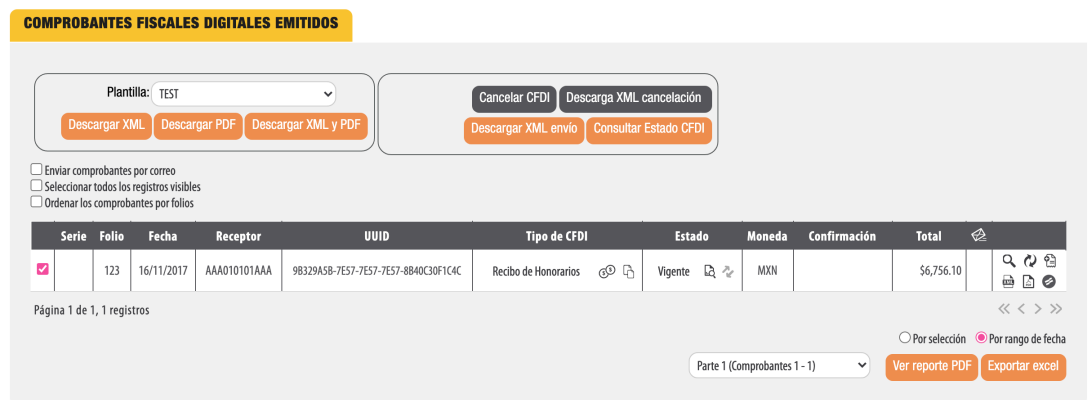 COMPROBANTES FISCALES DIGITALES EMITIDOS
Plantilla: TEST
Descargar XML Descargar PDF Descargar XML y PDF
Cancelar CFDI Descarga XML cancelación
Descargar XML envío Consultar Estado CFDI
Enviar comprobantes por correo
Seleccionar todos los registros visibles
Ordenar los comprobantes por folios
Serie Folio Fecha Receptor UUID Tipo de CFDI Estado Moneda Confirmación Total
123 16/11/2017 AAA010101AAA 9B329A5B-7E57-7E57-7E57-8B40C30F1C4C Recibo de Honorarios Vigente MXN $6,756.10
Página 1 de 1, 1 registros
Por selección Por rango de fecha
Parte 1 (Comprobantes 1 - 1) Ver reporte PDF Exportar excel